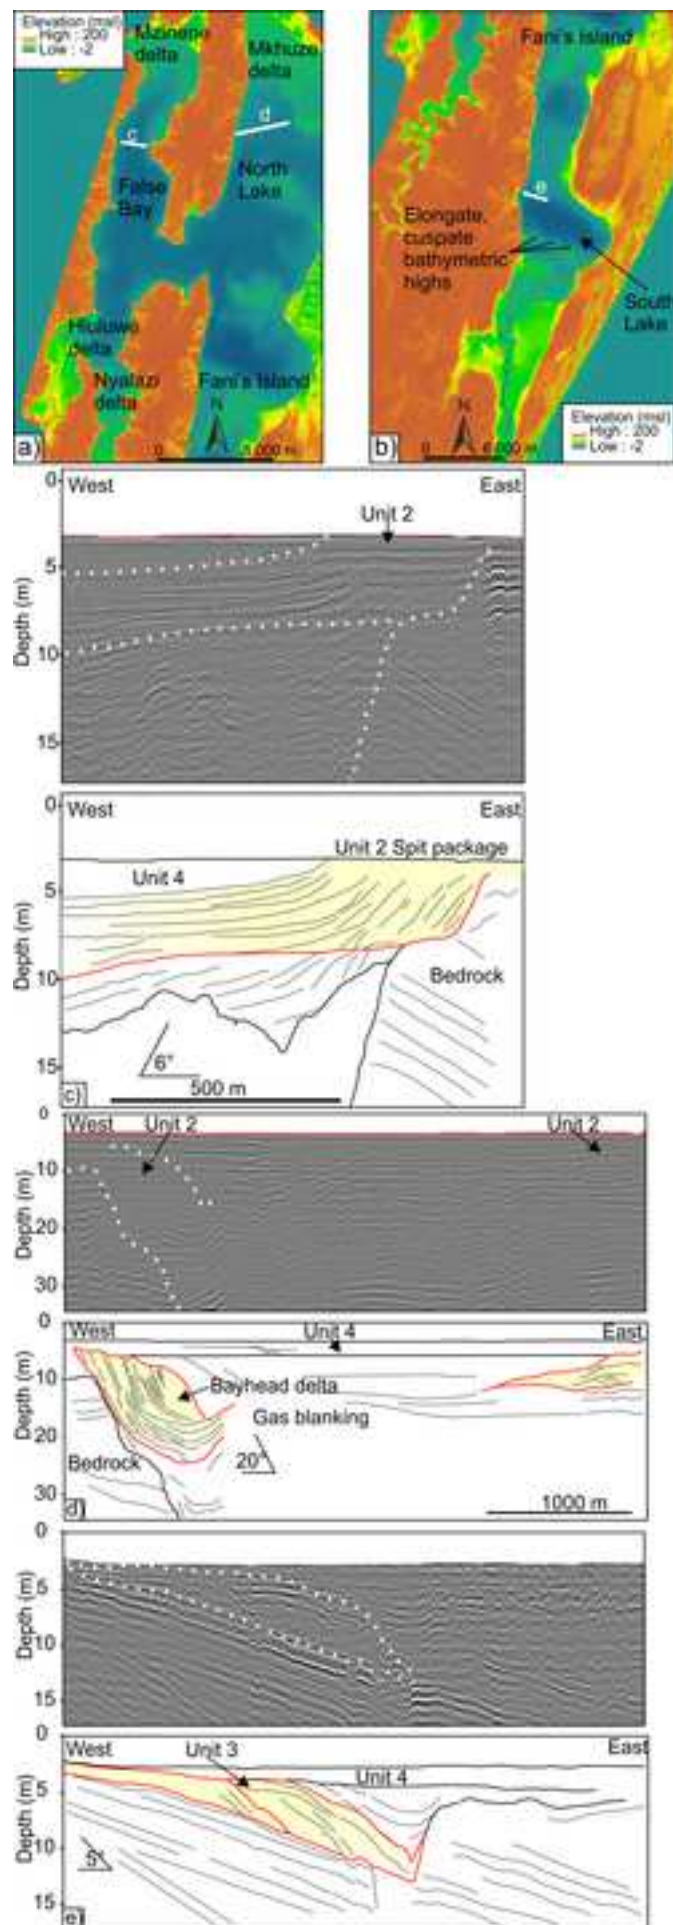 Elevation (msl)
High : 200
Low : -2
Mzinene
delta
Mkhuze
delta
c
d
False
Bay
North
Lake
Hluluwe
delta
Nyalazi
delta
Fani's Island
N
a)
0
5,000 m
Fani's Island
e
Elongate,
cuspate
bathymetric
highs
South
Lake
N
Elevation (msl)
High : 200
Low : -2
b)
0
6,000 m
0
West
East
Unit 2
5
10
15
Depth (m)
0
West
East
Unit 2 Spit package
Unit 4
5
Depth (m)
10
Bedrock
15
6°
500 m
c)
0
West
Unit 2
Unit 2
10
20
30
Depth (m)
0
West
Unit 4
East
10
Bayhead delta
Gas blanking
20
20°
Bedrock
30
Depth (m)
1000 m
d)
0
5
10
15
Depth (m)
0
West
Unit 3
East
Unit 4
5
10
5°
15
Depth (m)
e)